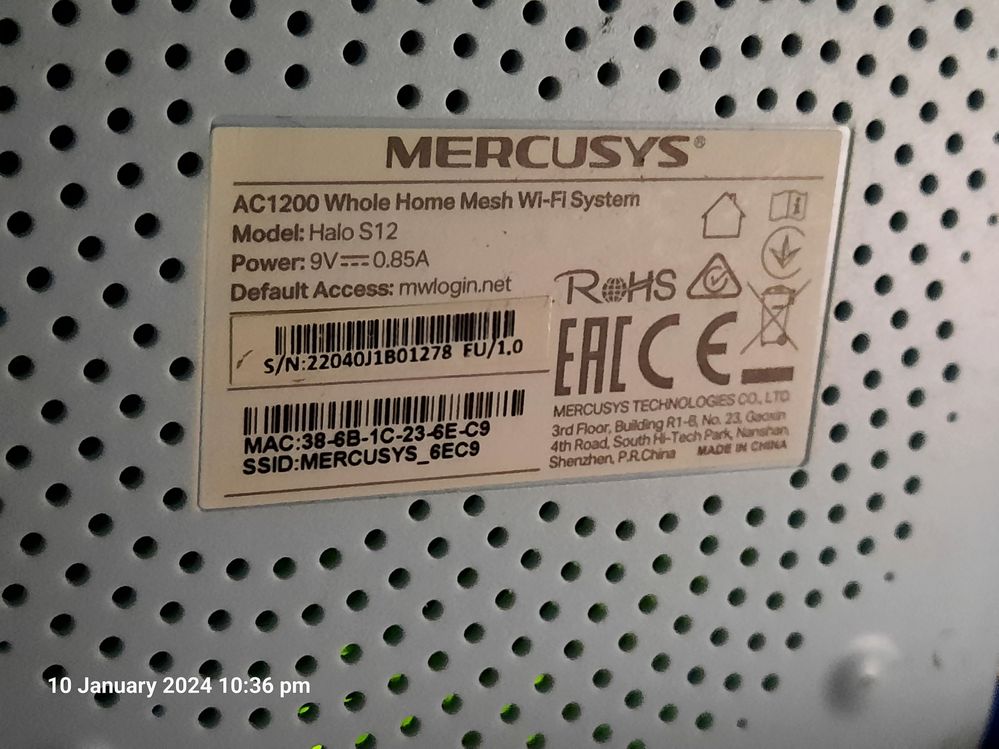 MERCUSYS®
AC1200 Whole Home Mesh Wi-Fi System
Model: Halo S12
Power: 9V⎓0.85A
Default Access: mwlogin.net
S/N:22040J1B01278 EU/1.0
MAC:38-6B-1C-23-6E-C9
SSID:MERCUSYS_6EC9
RoHS
EAC CE
MERCUSYS TECHNOLOGIES CO., LTD.
3rd Floor, Building R1-B, No. 23, Gaoxin
4th Road, South Hi-Tech Park, Nanshan,
Shenzhen, P.R.China MADE IN CHINA
10 January 2024 10:36 pm